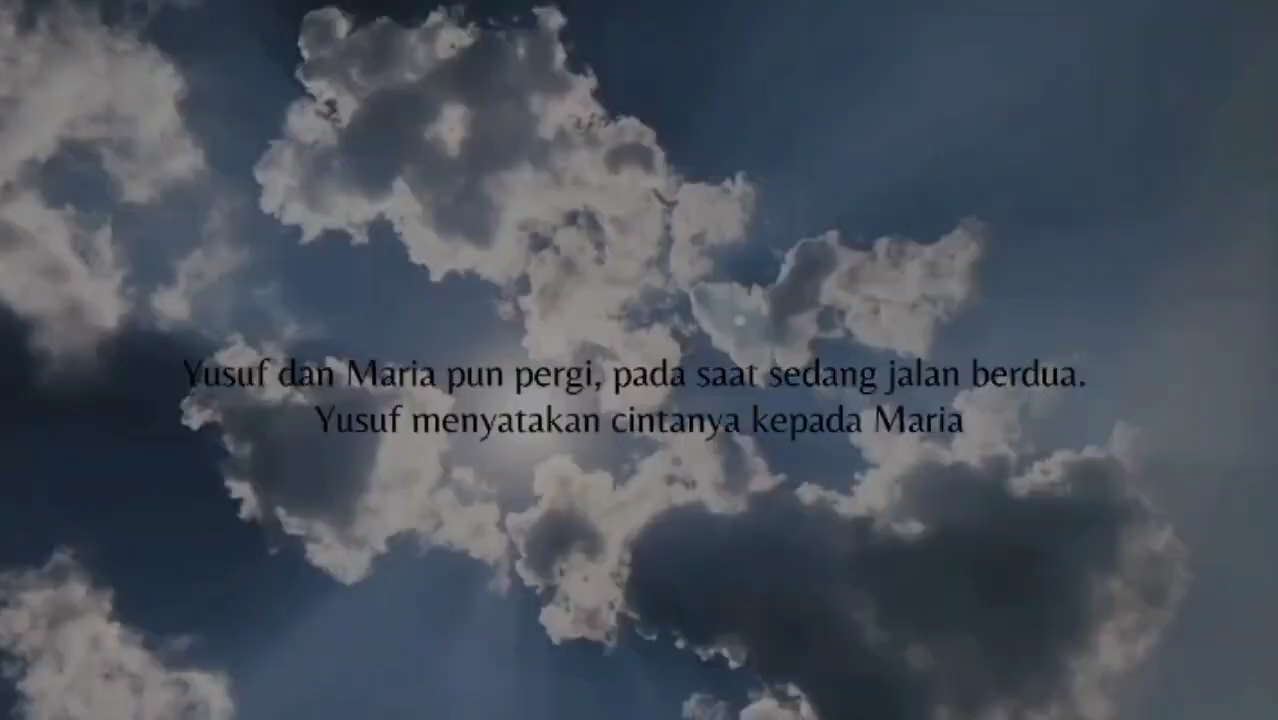 Yusuf dan Maria pun pergi, pada saat sedang jalan berdua.
Yusuf menyatakan cintanya kepada Maria